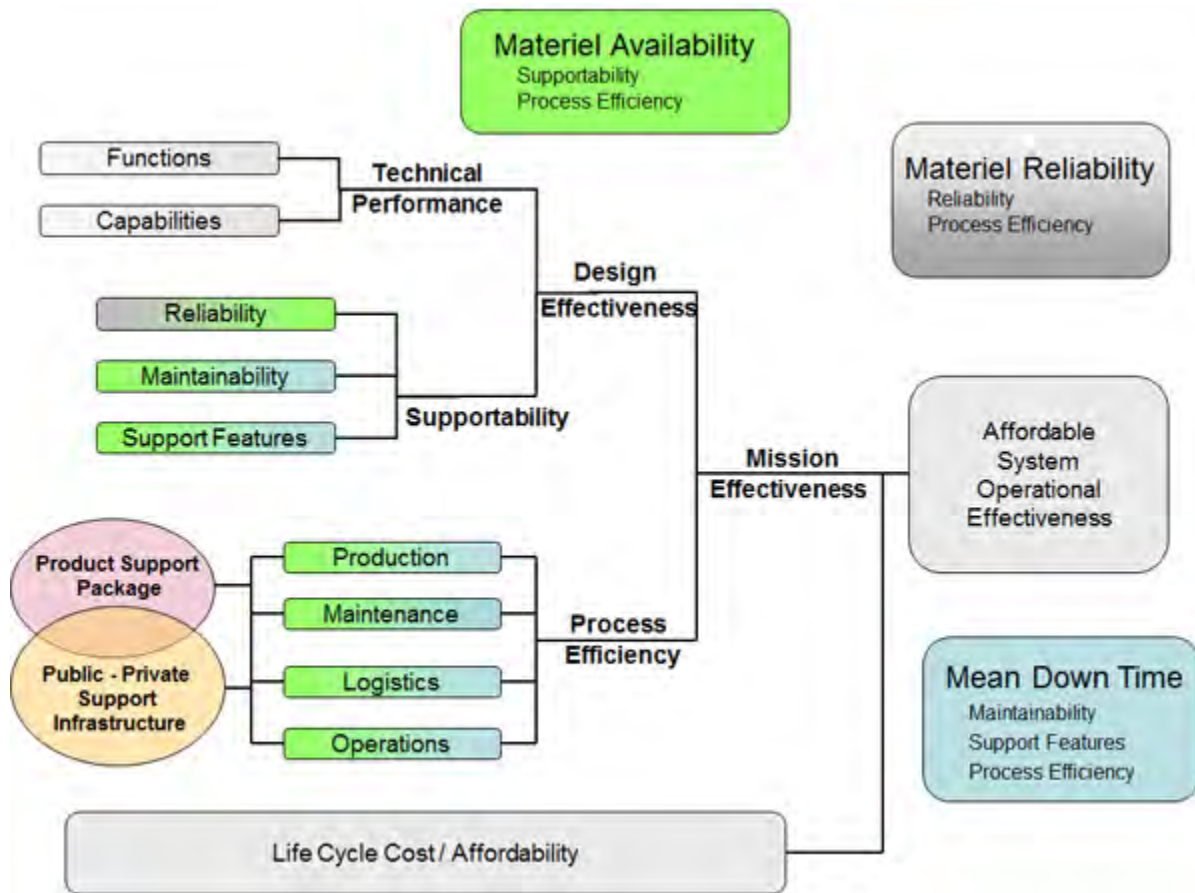 Materiel Availability
Supportability
Process Efficiency
Functions
Capabilities
Technical
Performance
Materiel Reliability
Reliability
Process Efficiency
Design
Effectiveness
Reliability
Maintainability
Support Features
Supportability
Mission
Effectiveness
Affordable
System
Operational
Effectiveness
Product Support
Package
Public - Private
Support
Infrastructure
Production
Maintenance
Logistics
Operations
Process
Efficiency
Mean Down Time
Maintainability
Support Features
Process Efficiency
Life Cycle Cost / Affordability